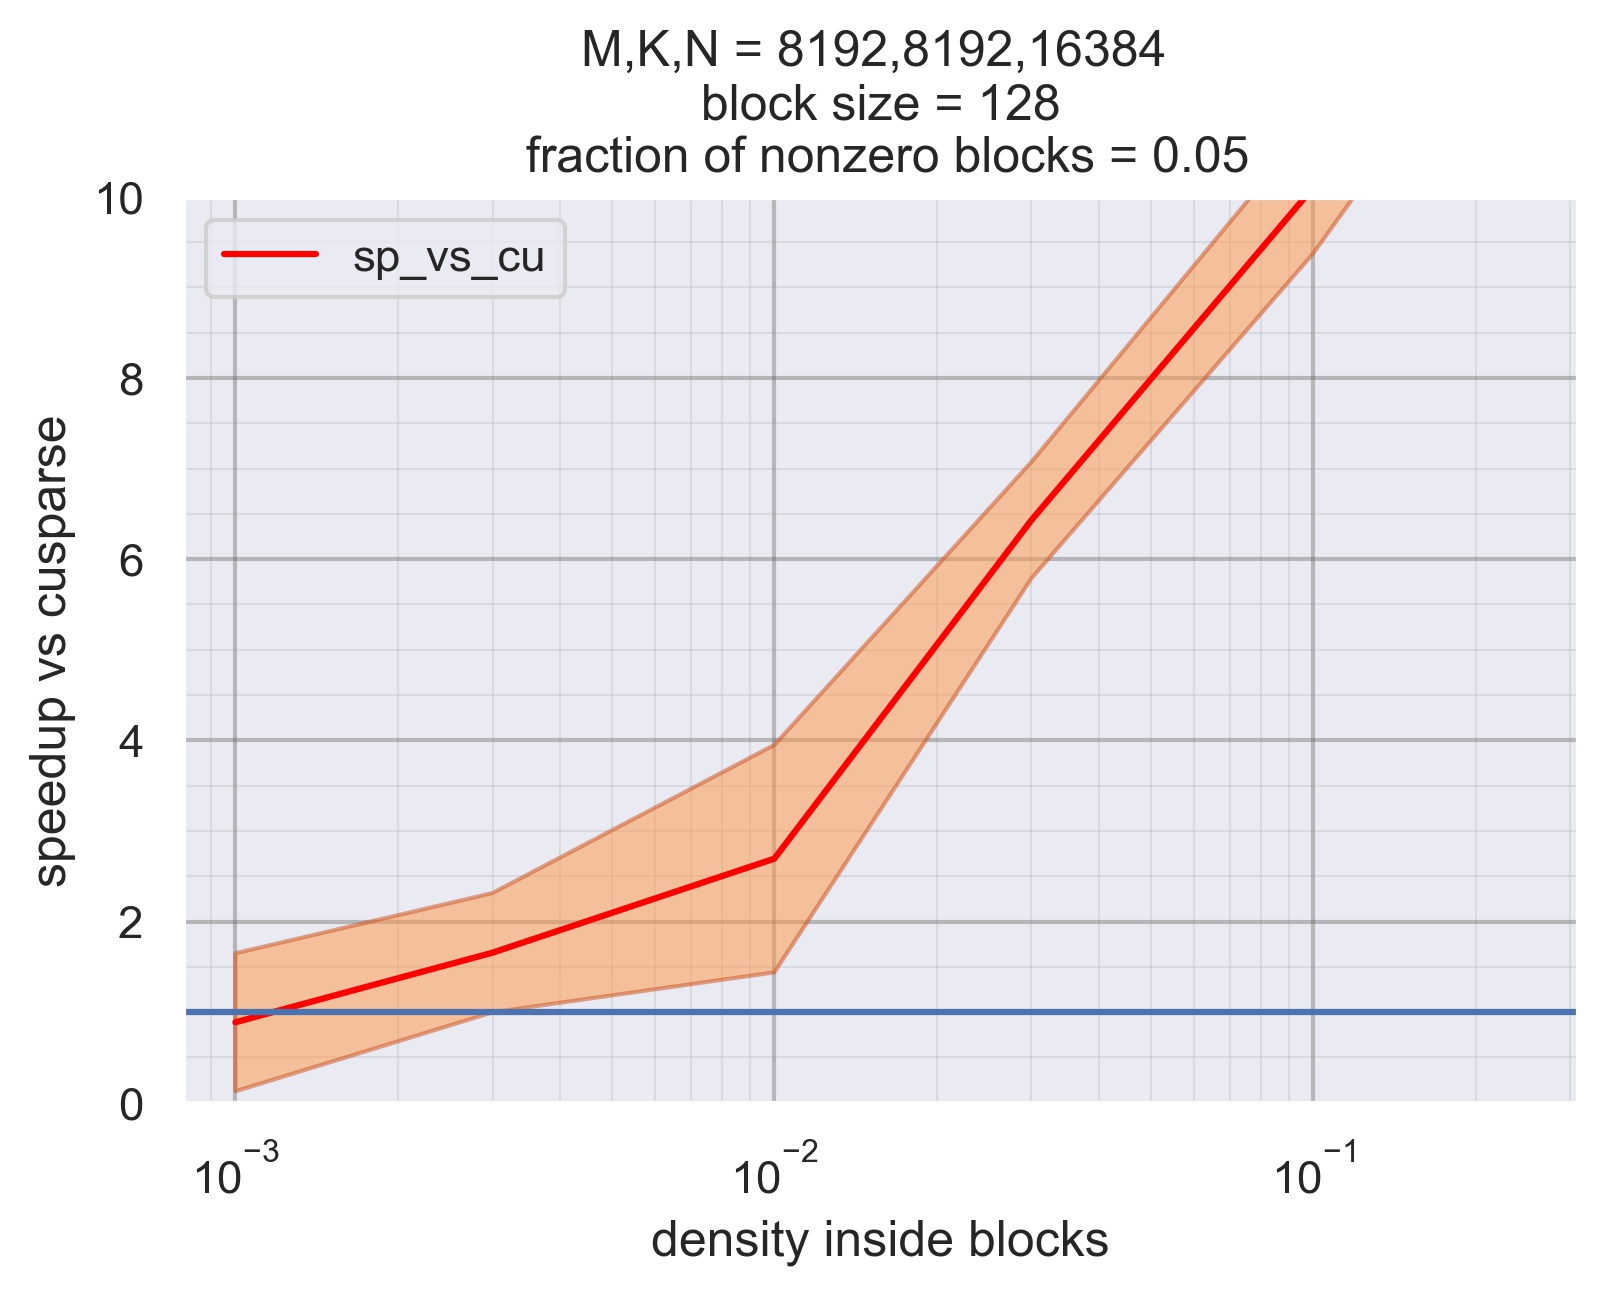 M,K,N = 8192,8192,16384
block size = 128
fraction of nonzero blocks = 0.05
10
8
6
4
2
0
speedup vs cusparse
sp_vs_cu
10⁻³
10⁻²
10⁻¹
density inside blocks